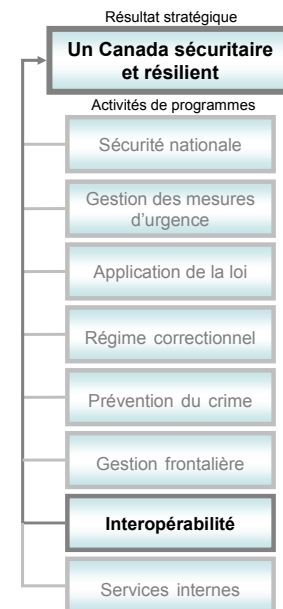 Résultat stratégique
Un Canada sécuritaire
et résilient
Activités de programmes
Sécurité nationale
Gestion des mesures
d'urgence
Application de la loi
Régime correctionnel
Prévention du crime
Gestion frontalière
Interopérabilité
Services internes